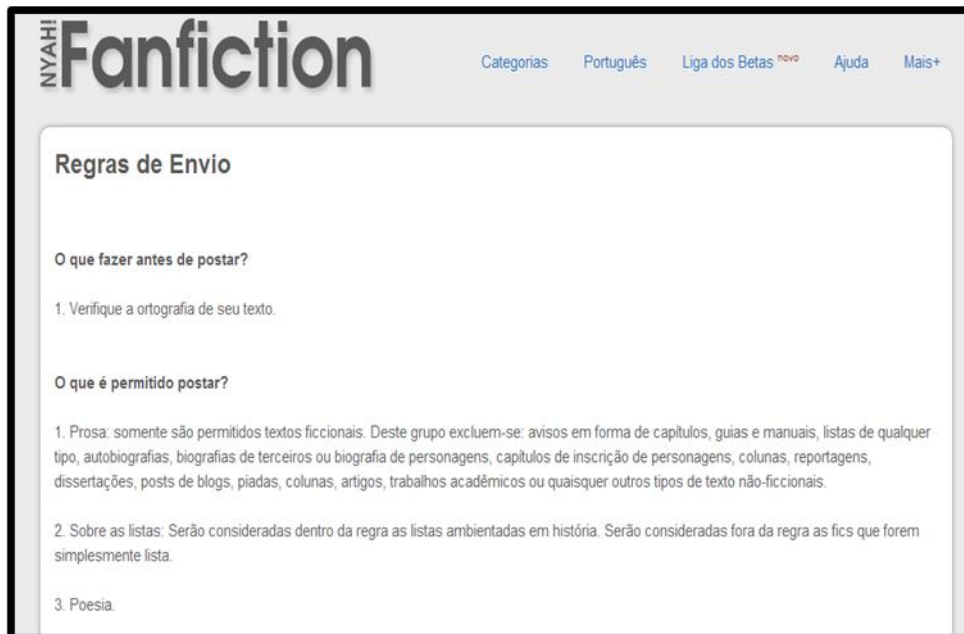 NYAH! Fanfiction
Categorias Português Liga dos Betas novo Ajuda Mais+
Regras de Envio
O que fazer antes de postar?
1. Verifique a ortografia de seu texto.
O que é permitido postar?
1. Prosa: somente são permitidos textos ficcionais. Deste grupo excluem-se: avisos em forma de capítulos, guias e manuais, listas de qualquer
tipo, autobiografias, biografias de terceiros ou biografia de personagens, capítulos de inscrição de personagens, colunas, reportagens,
dissertações, posts de blogs, piadas, colunas, artigos, trabalhos acadêmicos ou quaisquer outros tipos de texto não-ficcionais.
2. Sobre as listas: Serão consideradas dentro da regra as listas ambientadas em história. Serão consideradas fora da regra as fics que forem
simplesmente lista.
3. Poesia.